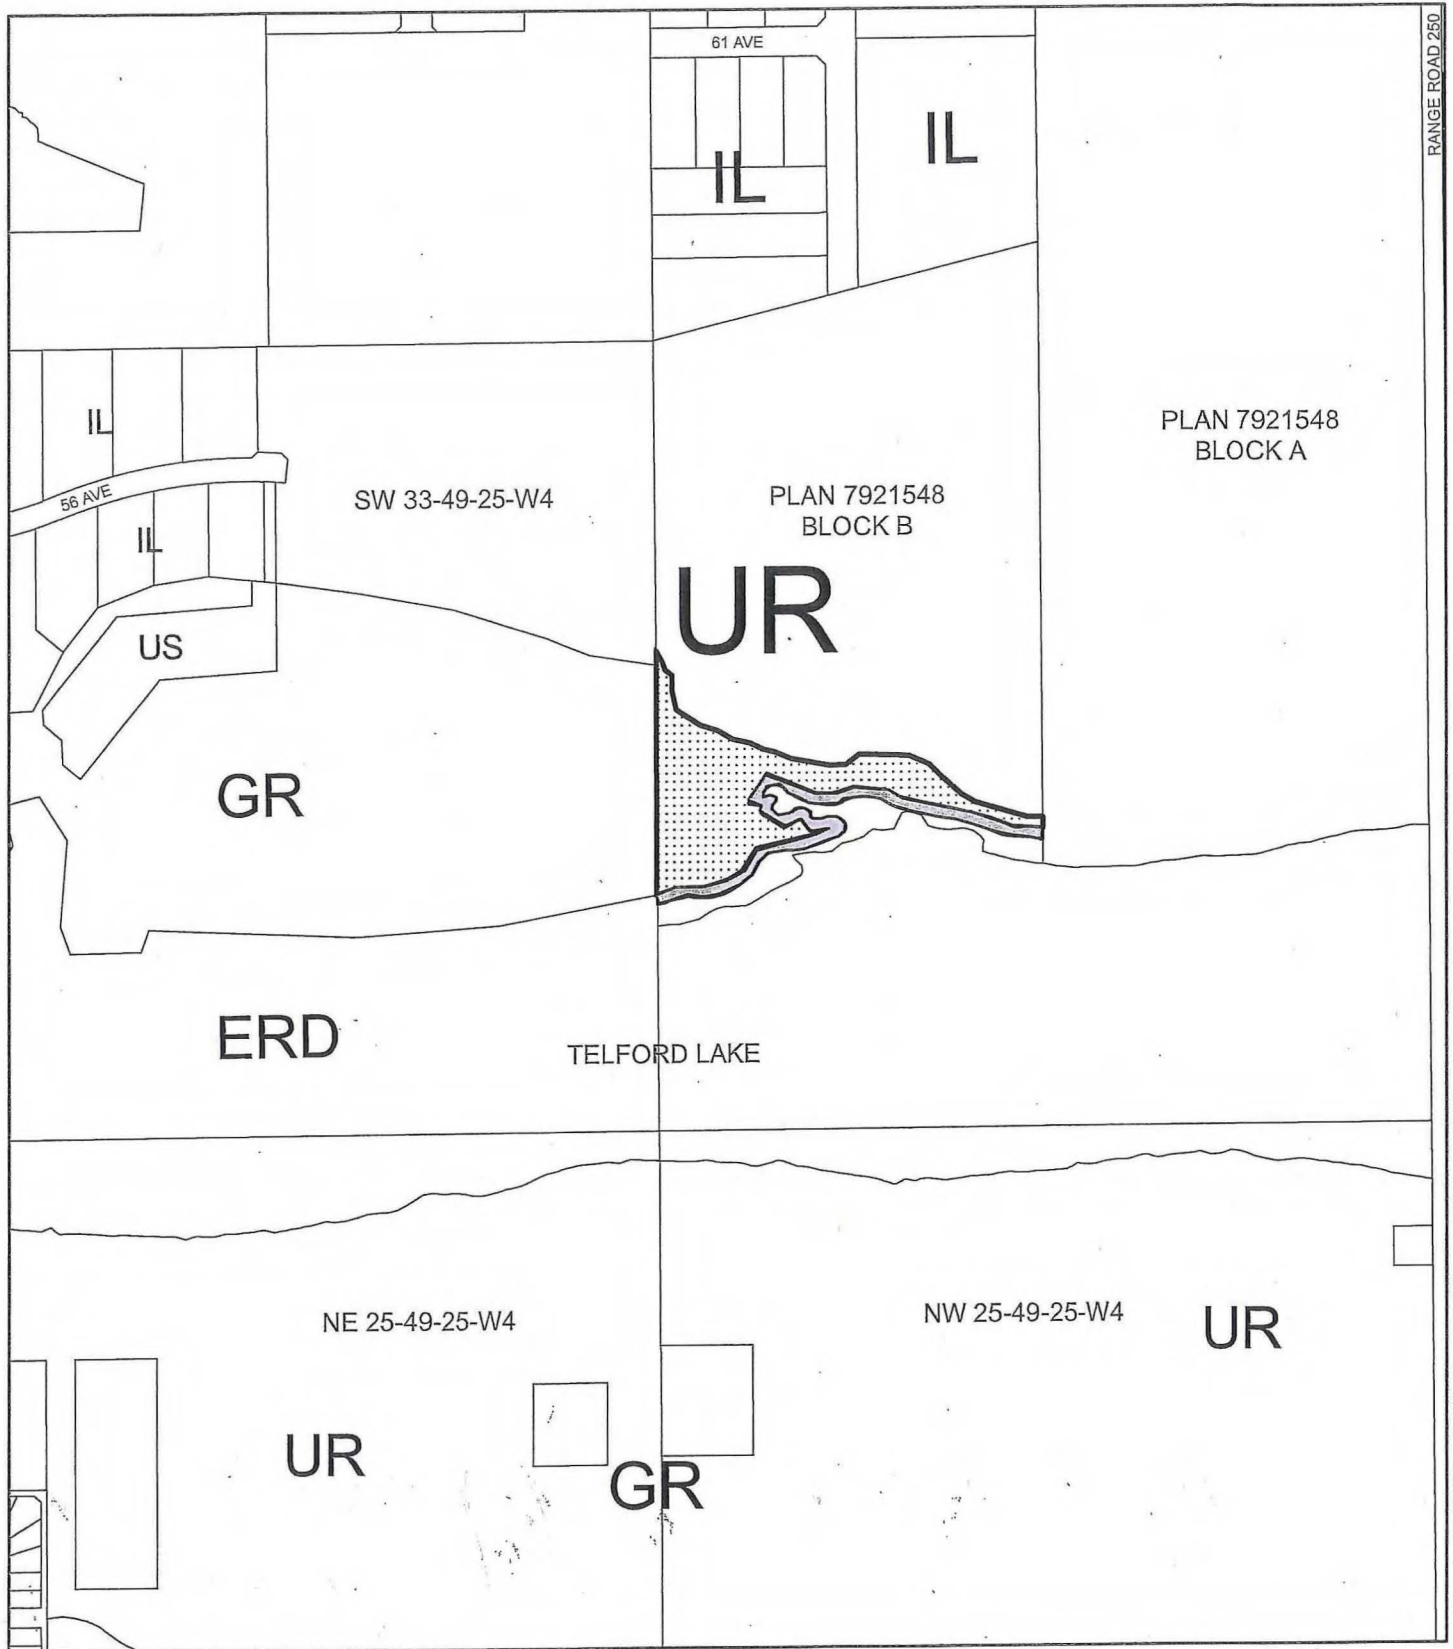 61 AVE
RANGE ROAD 250
IL
IL
IL
56 AVE
IL
SW 33-49-25-W4
PLAN 7921548
BLOCK B
PLAN 7921548
BLOCK A
UR
US
GR
ERD
TELFORD LAKE
NE 25-49-25-W4
NW 25-49-25-W4
UR
UR
GR